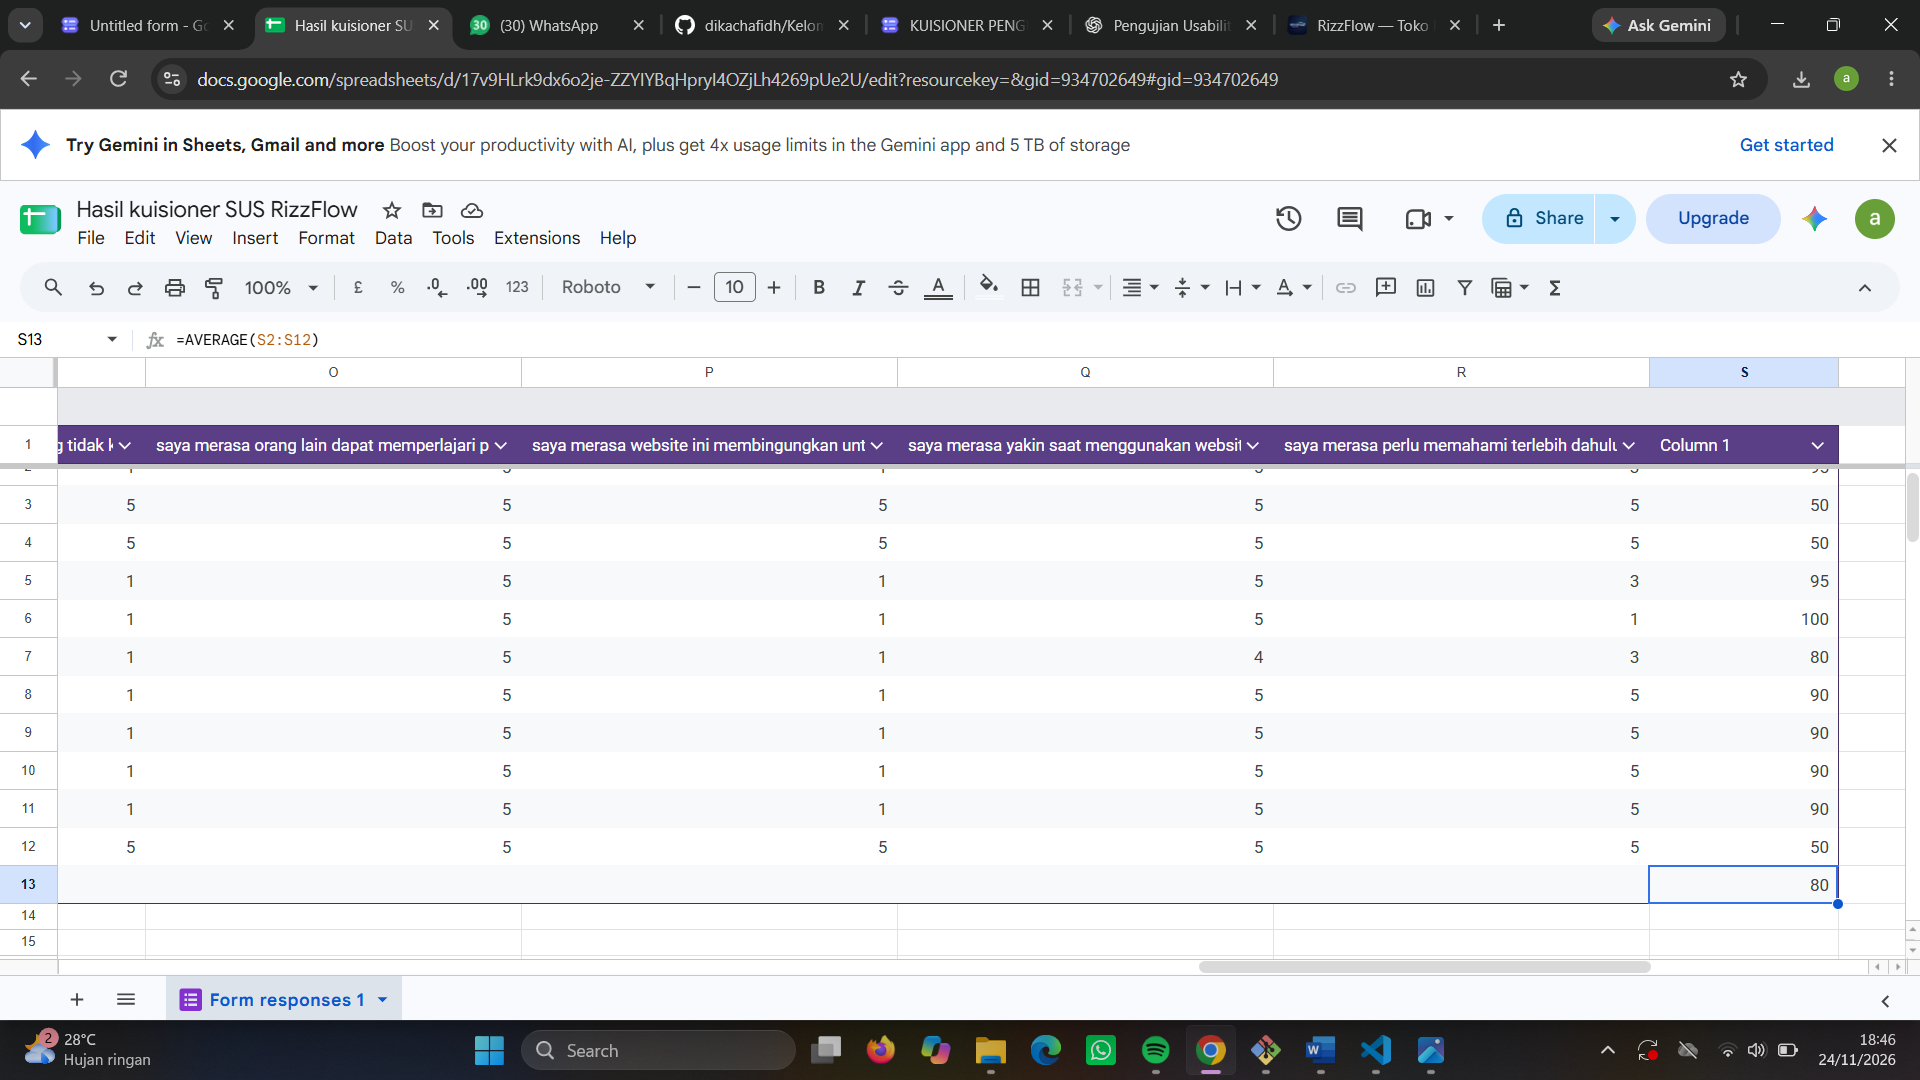 Untitled form - Go
Hasil kuisioner SU
(30) WhatsApp
dikachafidh/Kelon
KUISIONER PENG
Pengujian Usabilit
RizzFlow — Toko
Ask Gemini
docs.google.com/spreadsheets/d/17v9HLrk9dx6o2je-ZZYIYBqHpryI4OZjLh4269pUe2U/edit?resourcekey=&gid=934702649#gid=934702649
a
Try Gemini in Sheets, Gmail and more Boost your productivity with AI, plus get 4x usage limits in the Gemini app and 5 TB of storage
Get started
Hasil kuisioner SUS RizzFlow
File Edit View Insert Format Data Tools Extensions Help
Share
Upgrade
a
100% £ % .0 .00 123 Roboto 10 B I S A
S13 fx =AVERAGE(S2:S12)
O P Q R S
1 g tidak k saya merasa orang lain dapat memperlajari p saya merasa website ini membingungkan unt saya merasa yakin saat menggunakan websit saya merasa perlu memahami terlebih dahulu Column 1
3 5 5 5 5 5 50
4 5 5 5 5 5 50
5 1 5 1 5 3 95
6 1 5 1 5 1 100
7 1 5 1 4 3 80
8 1 5 1 5 5 90
9 1 5 1 5 5 90
10 1 5 1 5 5 90
11 1 5 1 5 5 90
12 5 5 5 5 5 50
13 80
14
15
Form responses 1
2
28°C
Hujan ringan
Search
18:46
24/11/2026